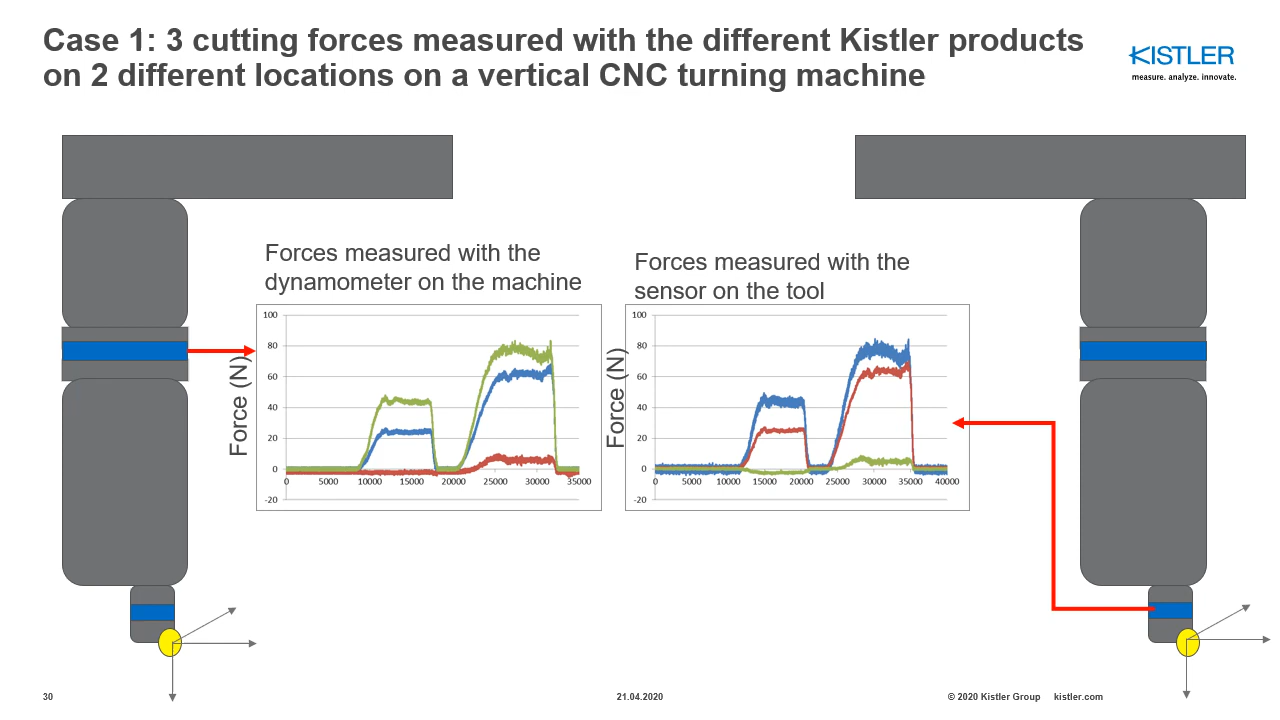 Case 1: 3 cutting forces measured with the different Kistler products
on 2 different locations on a vertical CNC turning machine
KISTLER
measure. analyze. innovate.
Forces measured with the
dynamometer on the machine
Force (N)
100
80
60
40
20
0
-20
0 5000 10000 15000 20000 25000 30000 35000
Forces measured with the
sensor on the tool
Force (N)
100
80
60
40
20
0
-20
0 5000 10000 15000 20000 25000 30000 35000 40000
30
21.04.2020
© 2020 Kistler Group kistler.com